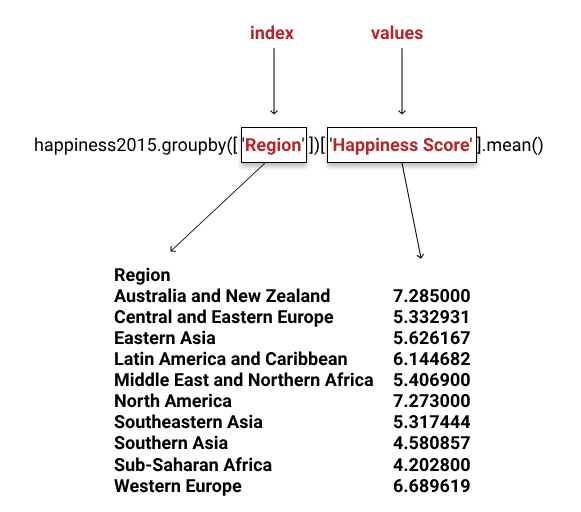 index values
happiness2015.groupby(['Region'])['Happiness Score'].mean()
Region
Australia and New Zealand 7.285000
Central and Eastern Europe 5.332931
Eastern Asia 5.626167
Latin America and Caribbean 6.144682
Middle East and Northern Africa 5.406900
North America 7.273000
Southeastern Asia 5.317444
Southern Asia 4.580857
Sub-Saharan Africa 4.202800
Western Europe 6.689619